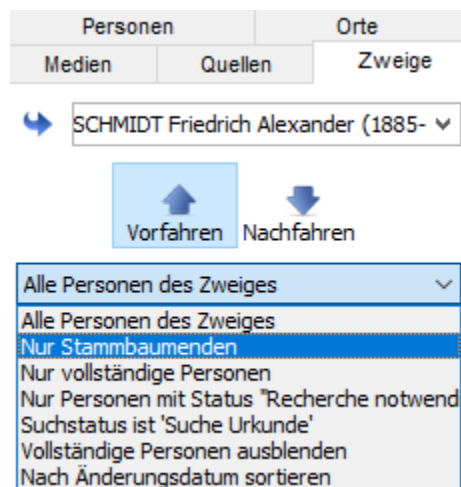 Personen Orte
Medien Quellen Zweige
SCHMIDT Friedrich Alexander (1885-
Vorfahren Nachfahren
Alle Personen des Zweiges
Alle Personen des Zweiges
Nur Stammbaumenden
Nur vollständige Personen
Nur Personen mit Status "Recherche notwend
Suchstatus ist 'Suche Urkunde'
Vollständige Personen ausblenden
Nach Änderungsdatum sortieren